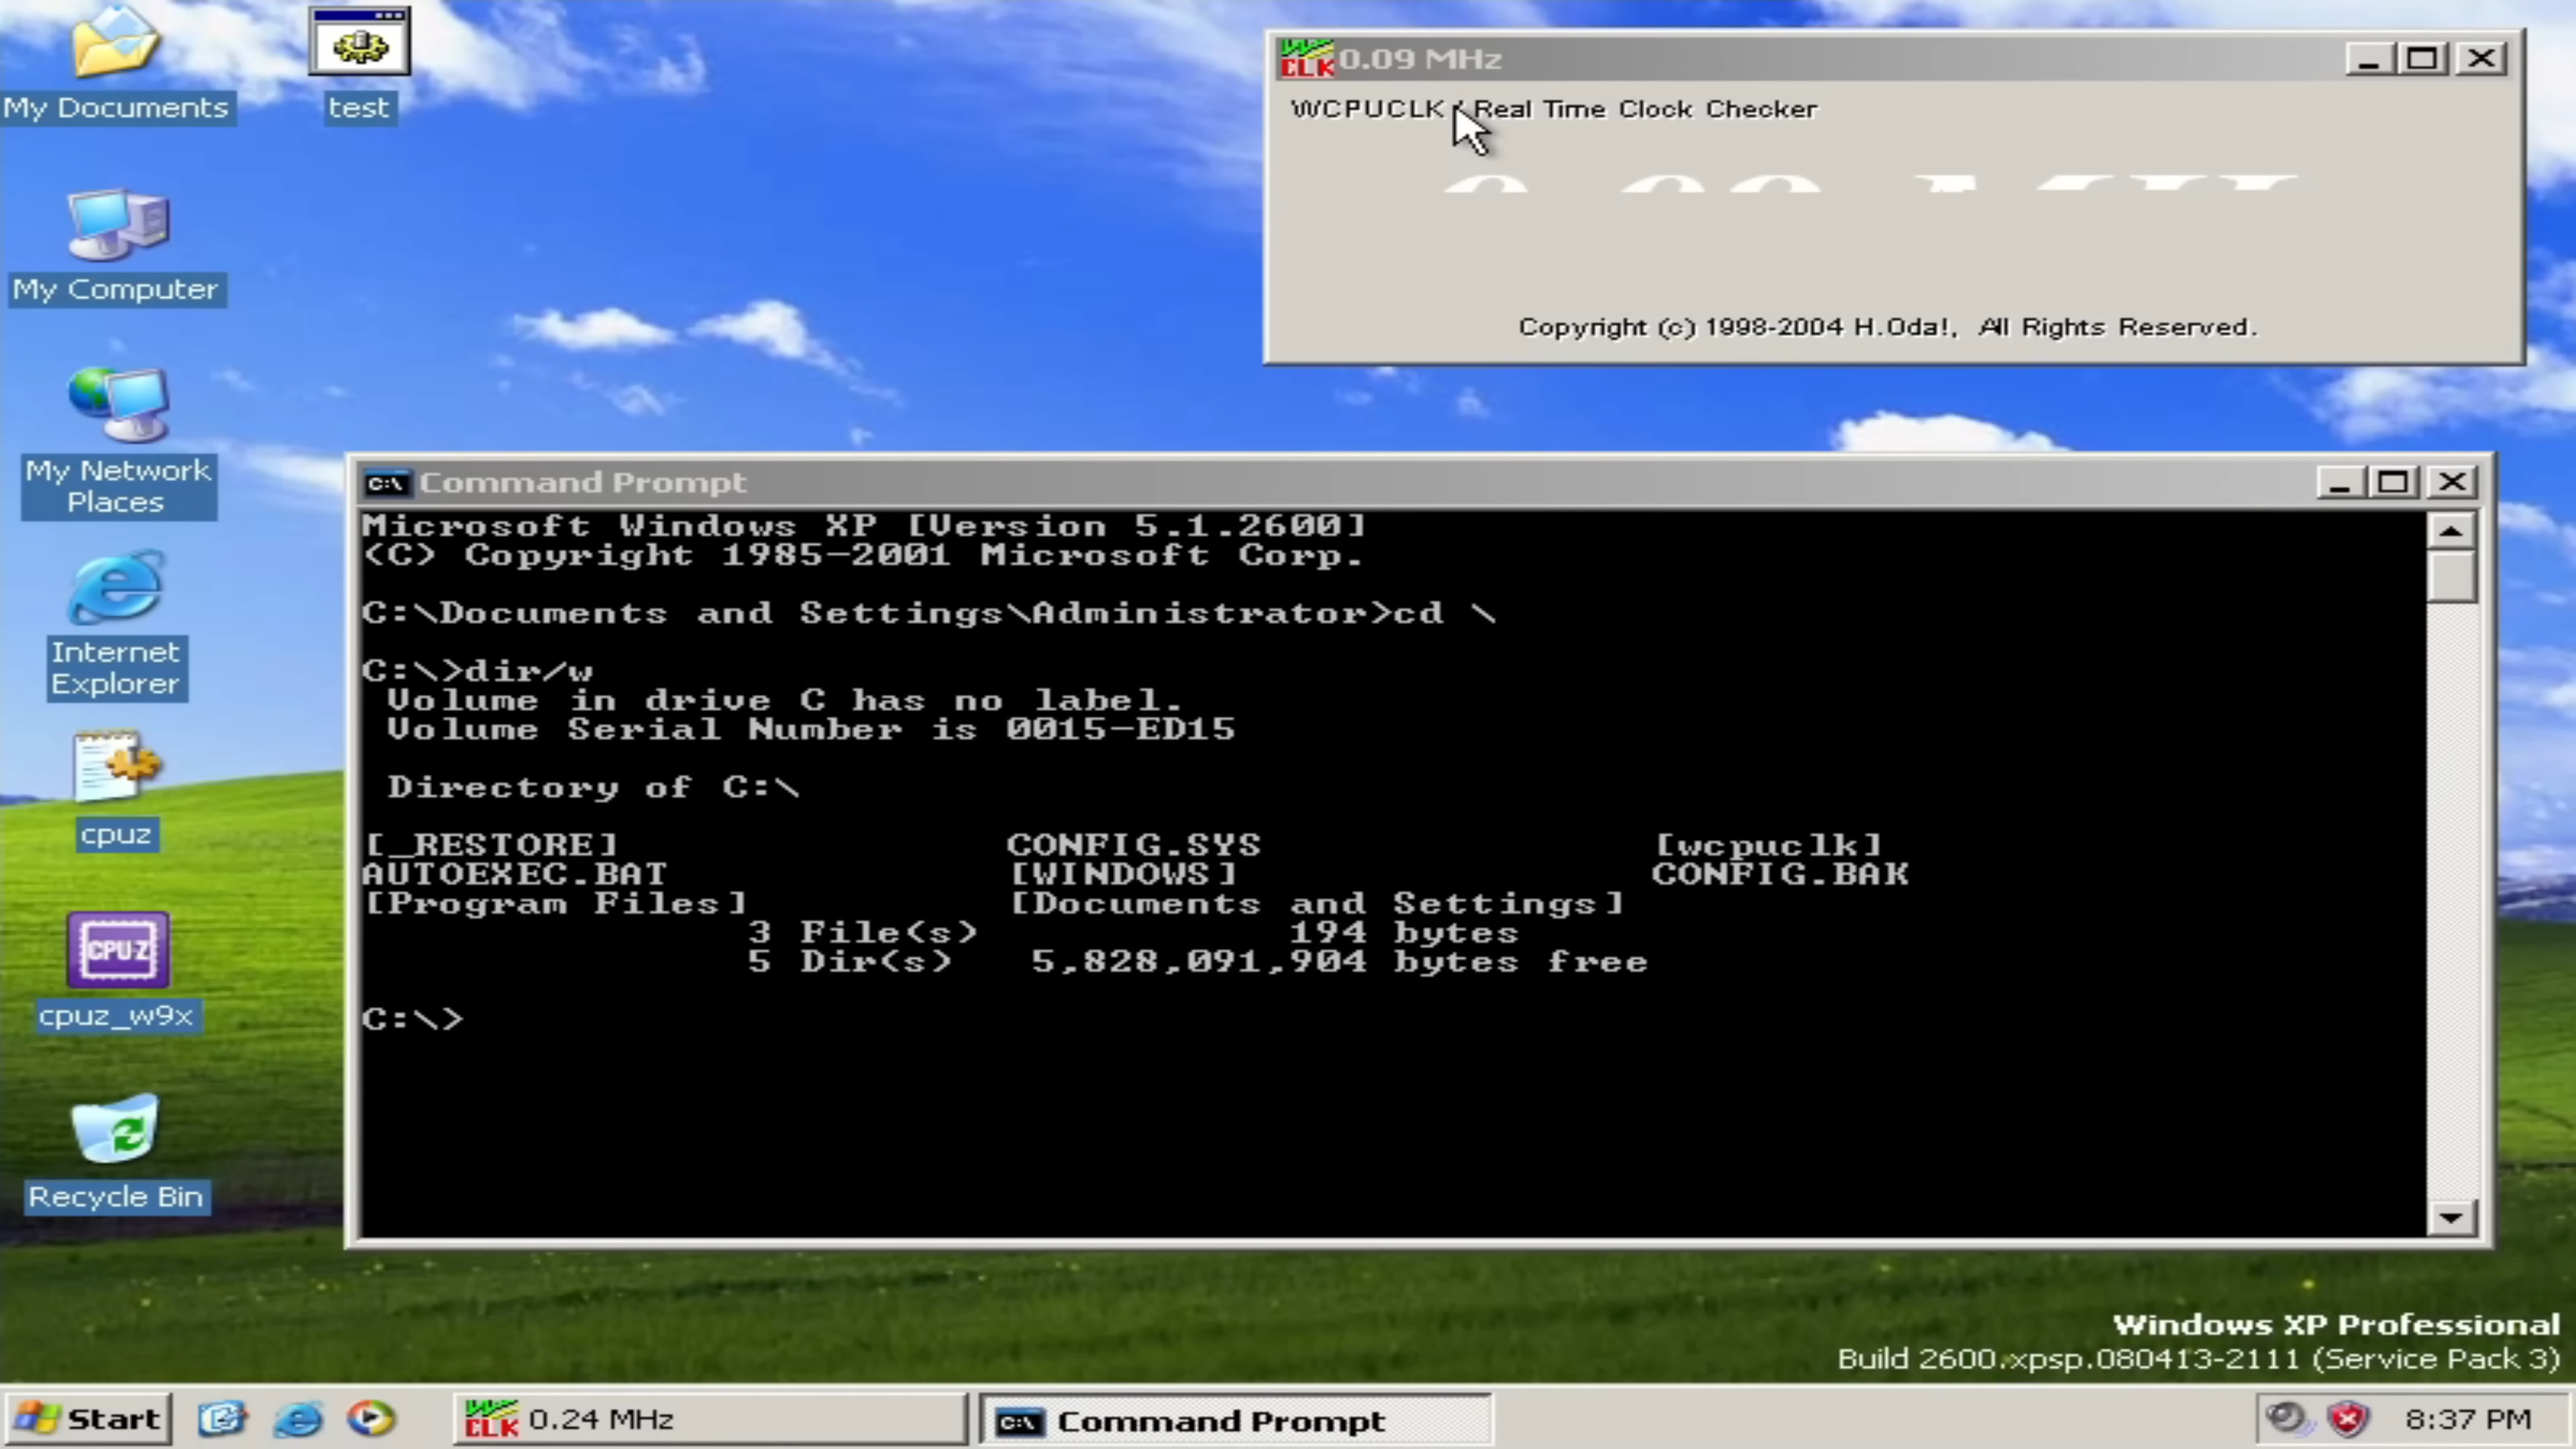 My Documents
test
My Computer
My Network
Places
Internet
Explorer
cpuz
CPU-Z
cpuz_w9x
Recycle Bin
CLK
0.09 MHz
WCPUCLK / Real Time Clock Checker
Copyright (c) 1998-2004 H.Oda!, All Rights Reserved.
C:\ Command Prompt
Microsoft Windows XP [Version 5.1.2600]
(C) Copyright 1985-2001 Microsoft Corp.
C:\Documents and Settings\Administrator>cd \
C:\>dir/w
Volume in drive C has no label.
Volume Serial Number is 0015-ED15
Directory of C:\
[_RESTORE] CONFIG.SYS [wcpuclk]
AUTOEXEC.BAT [WINDOWS] CONFIG.BAK
[Program Files] [Documents and Settings]
3 File(s) 194 bytes
5 Dir(s) 5,828,091,904 bytes free
C:\>
Windows XP Professional
Build 2600.xpsp.080413-2111 (Service Pack 3)
Start
CLK 0.24 MHz
C:\ Command Prompt
8:37 PM